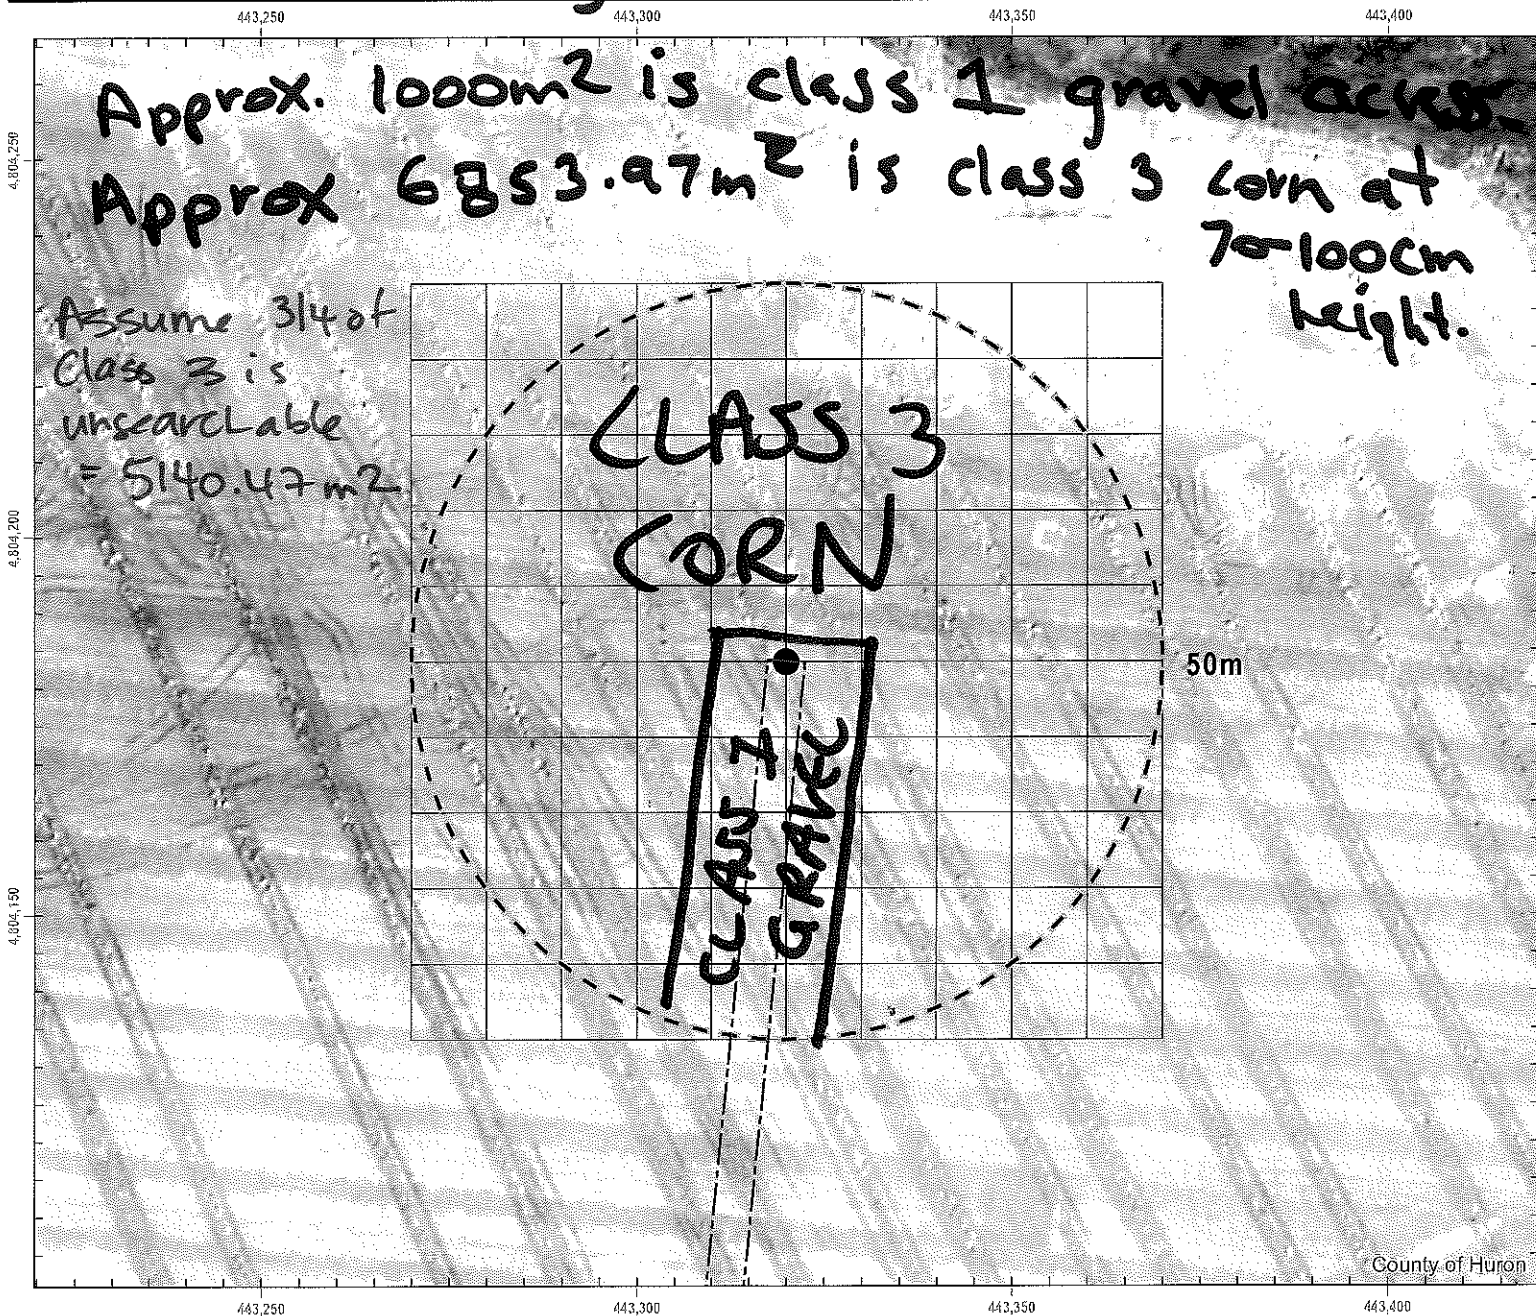 443,250 443,300 443,350 443,400
Approx. 1000m² is class 1 gravel access
Approx 6853.97m² is class 3 corn at
70-100cm
height.
Assume 3/4 of
Class 3 is
unsearchable
= 5140.47m²
CLASS 3
CORN
50m
CLASS 1
GRAVEL
4,804,250
4,804,200
4,804,150
County of Huron
443,250 443,300 443,350 443,400